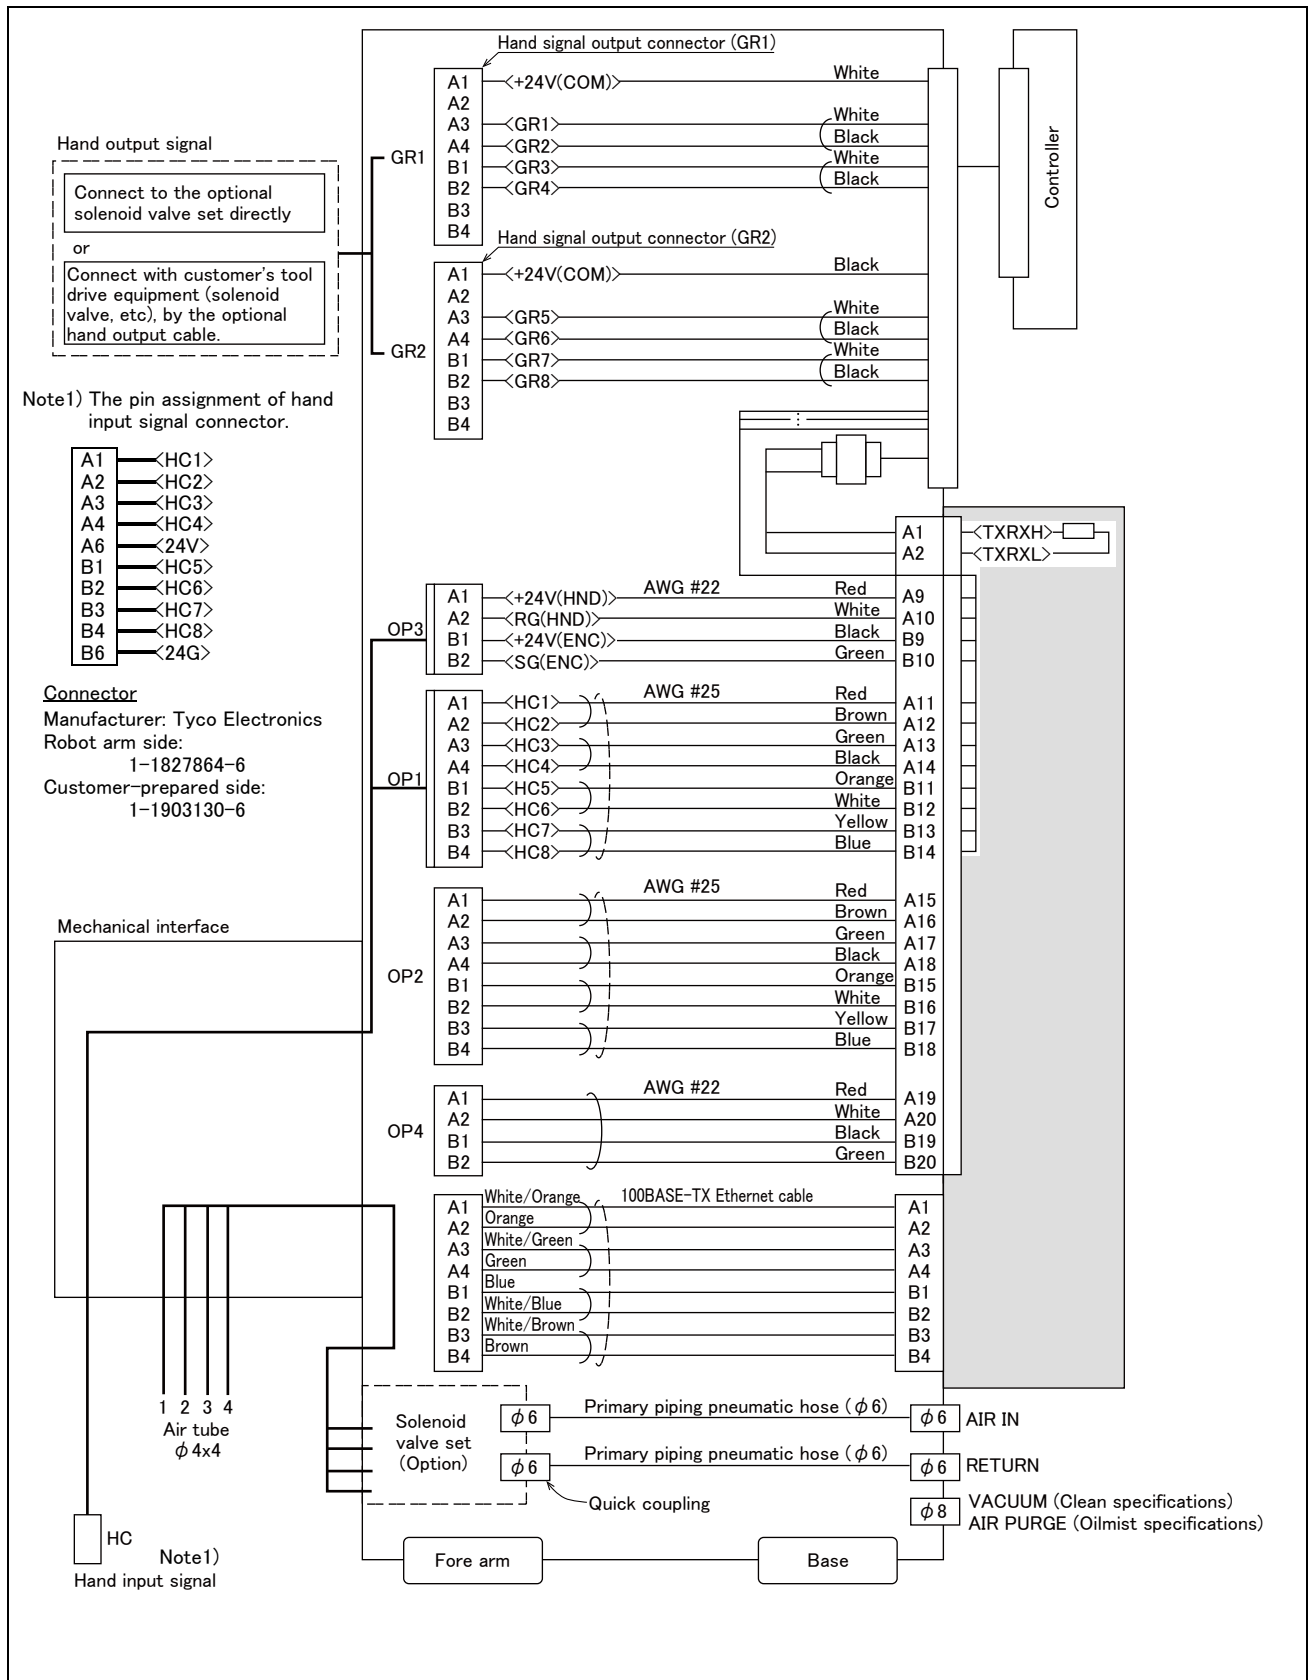 Hand signal output connector (GR1)
A1 <+24V(COM)> White
A2
A3 <GR1> White
A4 <GR2> Black
B1 <GR3> White
B2 <GR4> Black
B3
B4
GR1
Controller
Hand output signal
Connect to the optional
solenoid valve set directly
or
Connect with customer's tool
drive equipment (solenoid
valve, etc), by the optional
hand output cable.
Hand signal output connector (GR2)
A1 <+24V(COM)> Black
A2
A3 <GR5> White
A4 <GR6> Black
B1 <GR7> White
B2 <GR8> Black
B3
B4
GR2
Note1) The pin assignment of hand
input signal connector.
A1 <HC1>
A2 <HC2>
A3 <HC3>
A4 <HC4>
A6 <24V>
B1 <HC5>
B2 <HC6>
B3 <HC7>
B4 <HC8>
B6 <24G>
Connector
Manufacturer: Tyco Electronics
Robot arm side:
1-1827864-6
Customer-prepared side:
1-1903130-6
A1 <TXRXH>
A2 <TXRXL>
OP3
A1 <+24V(HND)> AWG #22 Red A9
A2 <RG(HND)> White A10
B1 <+24V(ENC)> Black B9
B2 <SG(ENC)> Green B10
OP1
A1 <HC1> AWG #25 Red A11
A2 <HC2> Brown A12
A3 <HC3> Green A13
A4 <HC4> Black A14
B1 <HC5> Orange B11
B2 <HC6> White B12
B3 <HC7> Yellow B13
B4 <HC8> Blue B14
OP2
A1 AWG #25 Red A15
A2 Brown A16
A3 Green A17
A4 Black A18
B1 Orange B15
B2 White B16
B3 Yellow B17
B4 Blue B18
OP4
A1 AWG #22 Red A19
A2 White A20
B1 Black B19
B2 Green B20
Mechanical interface
A1 White/Orange 100BASE-TX Ethernet cable A1
A2 Orange A2
A3 White/Green A3
A4 Green A4
B1 Blue B1
B2 White/Blue B2
B3 White/Brown B3
B4 Brown B4
1 2 3 4
Air tube
φ4x4
Solenoid
valve set
(Option)
φ6 Primary piping pneumatic hose (φ6) φ6 AIR IN
φ6 Primary piping pneumatic hose (φ6) φ6 RETURN
Quick coupling
φ8 VACUUM (Clean specifications)
AIR PURGE (Oilmist specifications)
HC
Note1)
Hand input signal
Fore arm
Base